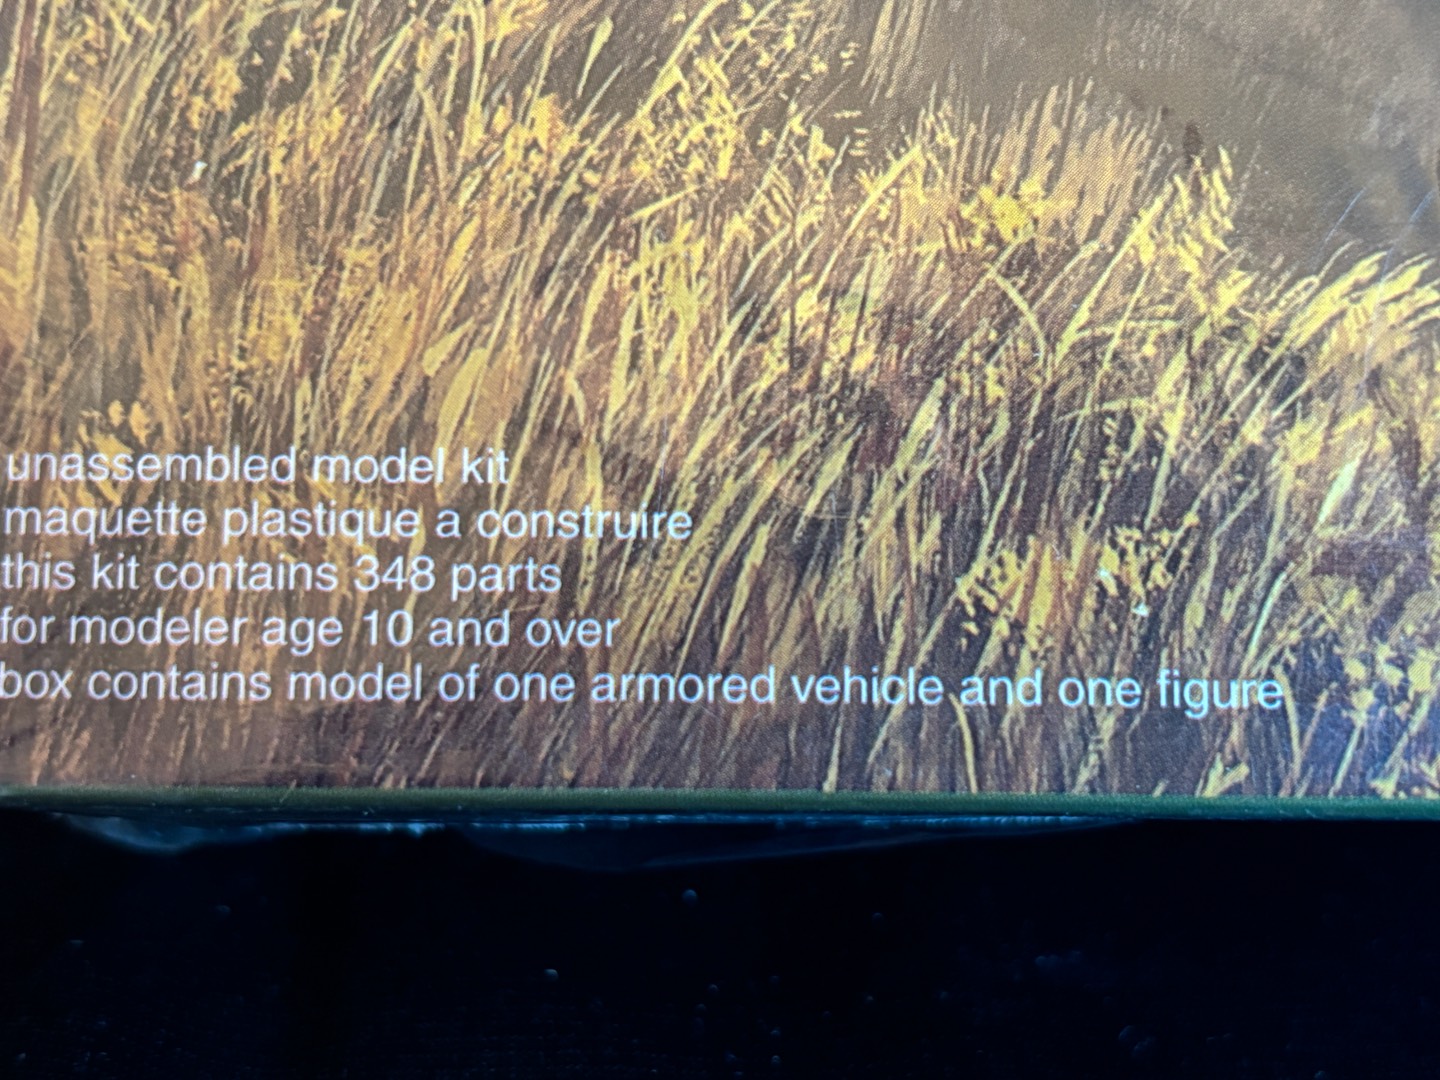 unassembled model kit
maquette plastique a construire
this kit contains 348 parts
for modeler age 10 and over
box contains model of one armored vehicle and one figure